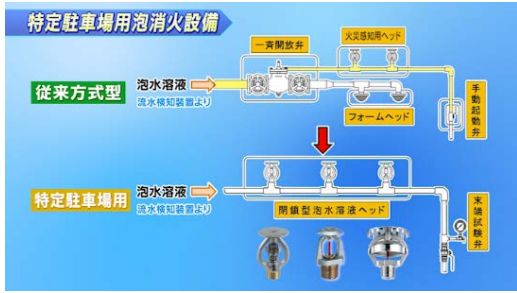 特定駐車場用泡消火設備
一斉開放弁
火災感知用ヘッド
従来方式型
泡水溶液
流水検知装置より
フォームヘッド
手動起動弁
特定駐車場用
泡水溶液
流水検知装置より
閉鎖型泡水溶液ヘッド
末端試験弁